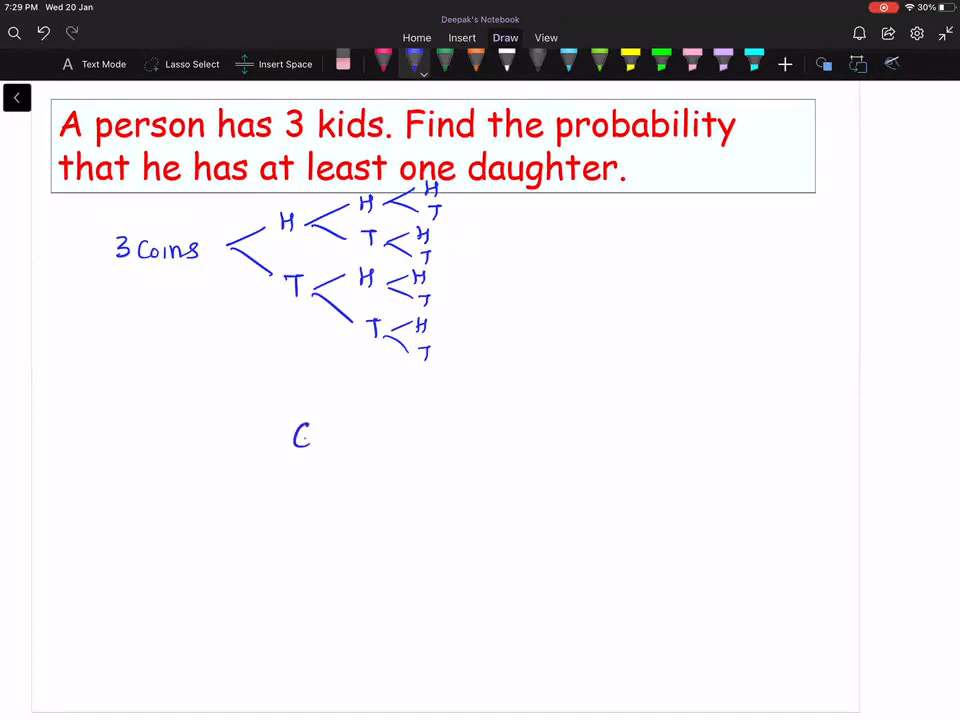 7:29 PM Wed 20 Jan
30%
Deepak's Notebook
Home Insert Draw View
A Text Mode Lasso Select Insert Space
A person has 3 kids. Find the probability
that he has at least one daughter.
H
H T
H T H
3 Coins T
T H H
T
T H
T
C